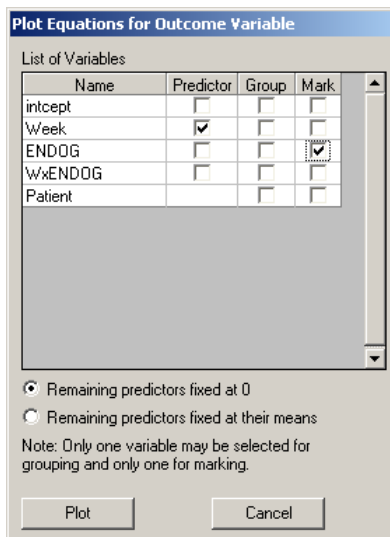 Plot Equations for Outcome Variable
List of Variables
Name Predictor Group Mark
intcept
Week
ENDOG
WxENDOG
Patient
Remaining predictors fixed at 0
Remaining predictors fixed at their means
Note: Only one variable may be selected for
grouping and only one for marking.
Plot Cancel